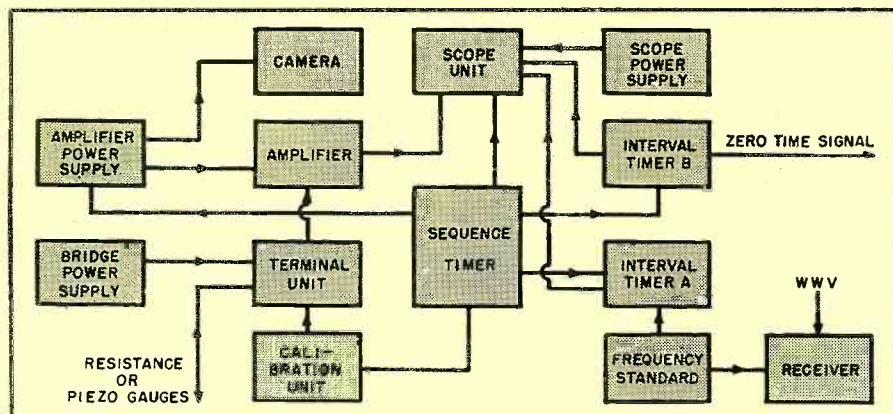 CAMERA
SCOPE
UNIT
SCOPE
POWER
SUPPLY
AMPLIFIER
POWER
SUPPLY
AMPLIFIER
INTERVAL
TIMER B
ZERO TIME SIGNAL
SEQUENCE
TIMER
BRIDGE
POWER
SUPPLY
TERMINAL
UNIT
INTERVAL
TIMER A
WWV
RESISTANCE
OR
PIEZO GAUGES
CALI-
BRATION
UNIT
FREQUENCY
STANDARD
RECEIVER